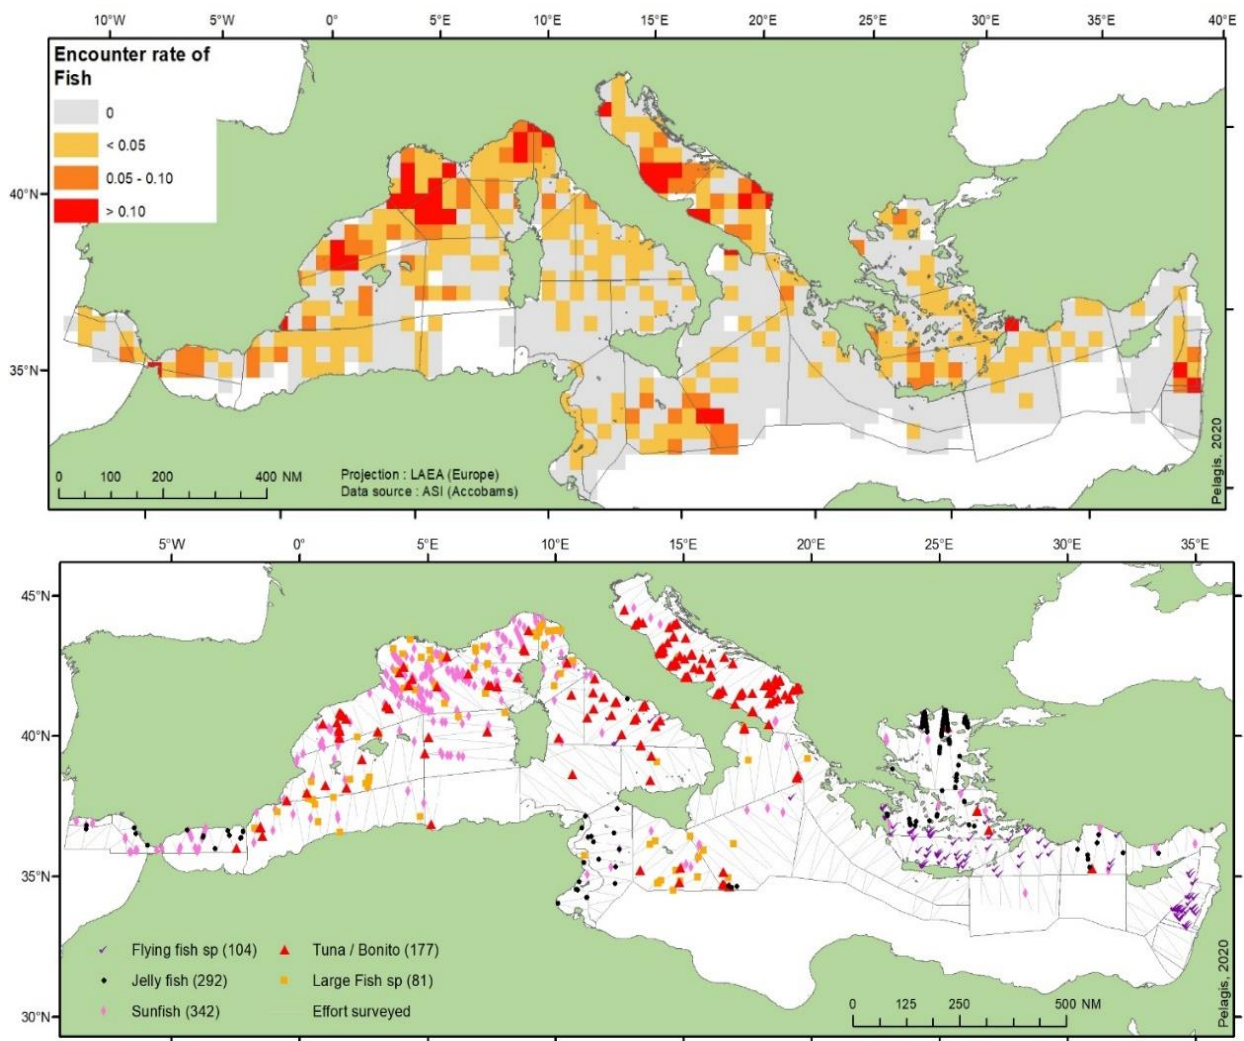 10°W 5°W 0° 5°E 10°E 15°E 20°E 25°E 30°E 35°E 40°E
Encounter rate of
Fish
0
< 0.05
0.05 - 0.10
> 0.10
40°N
35°N
0 100 200 400 NM
Projection : LAEA (Europe)
Data source : ASI (Accobams)
Pelagis, 2020
5°W 0° 5°E 10°E 15°E 20°E 25°E 30°E 35°E
45°N
40°N
35°N
30°N
Flying fish sp (104)
Jelly fish (292)
Sunfish (342)
Tuna / Bonito (177)
Large Fish sp (81)
Effort surveyed
0 125 250 500 NM
Pelagis, 2020